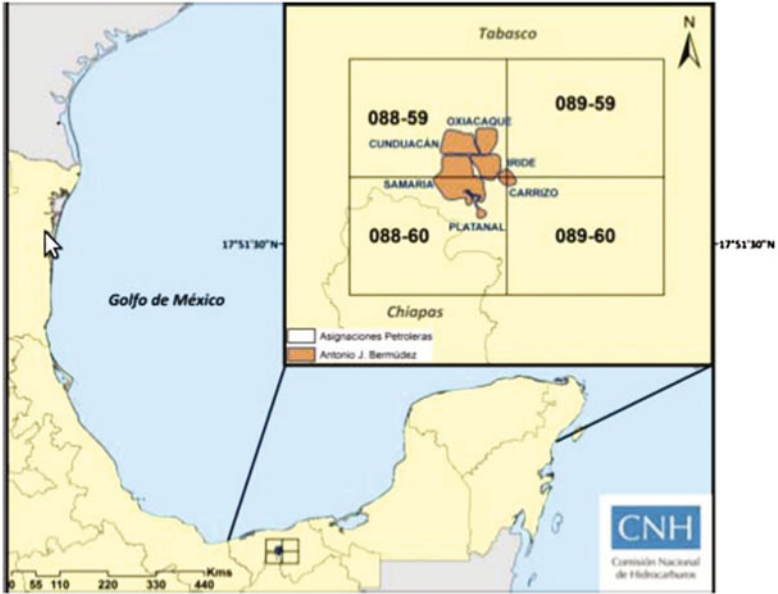 Tabasco
N
088-59
089-59
OXIACAQUE
CUNDUACÁN
IRIDE
SAMARIA
CARRIZO
PLATANAL
088-60
089-60
17°51'30"N
17°51'30"N
Golfo de México
Chiapas
Asignaciones Petroleras
Antonio J. Bermúdez
CNH
Comisión Nacional
de Hidrocarburos
Kms
0 55 110 220 330 440